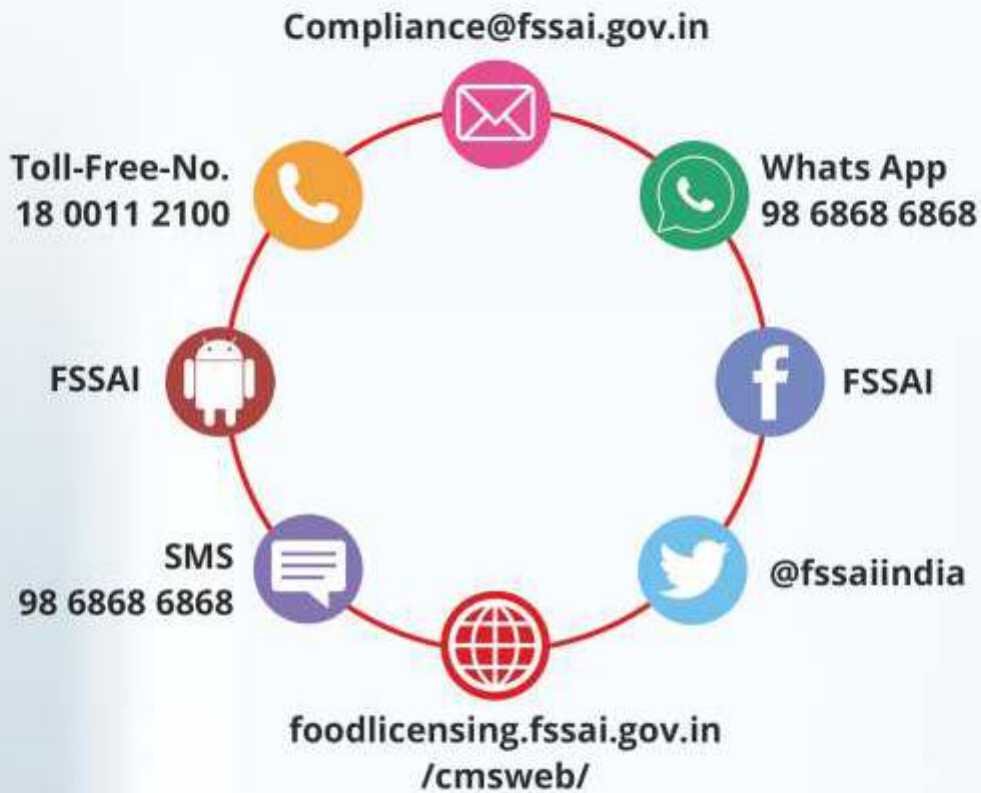 Compliance@fssai.gov.in
Toll-Free-No.
18 0011 2100
Whats App
98 6868 6868
FSSAI
FSSAI
SMS
98 6868 6868
@fssaiindia
foodlicensing.fssai.gov.in
/cmsweb/